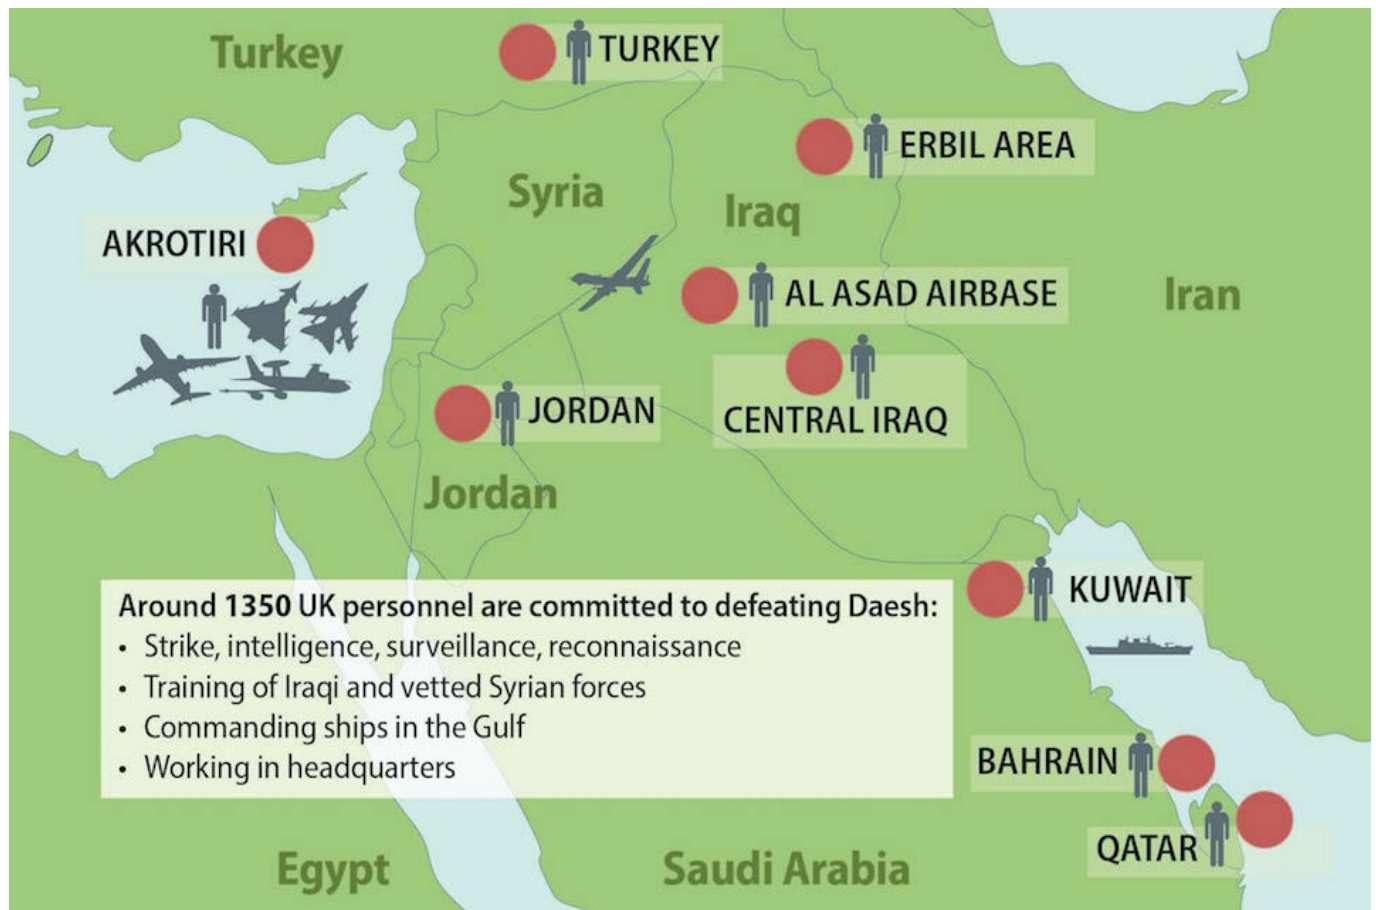 Turkey
TURKEY
ERBIL AREA
Syria
Iraq
AKROTIRI
AL ASAD AIRBASE
Iran
JORDAN
CENTRAL IRAQ
Jordan
KUWAIT
Around 1350 UK personnel are committed to defeating Daesh:
• Strike, intelligence, surveillance, reconnaissance
• Training of Iraqi and vetted Syrian forces
• Commanding ships in the Gulf
• Working in headquarters
BAHRAIN
QATAR
Egypt
Saudi Arabia